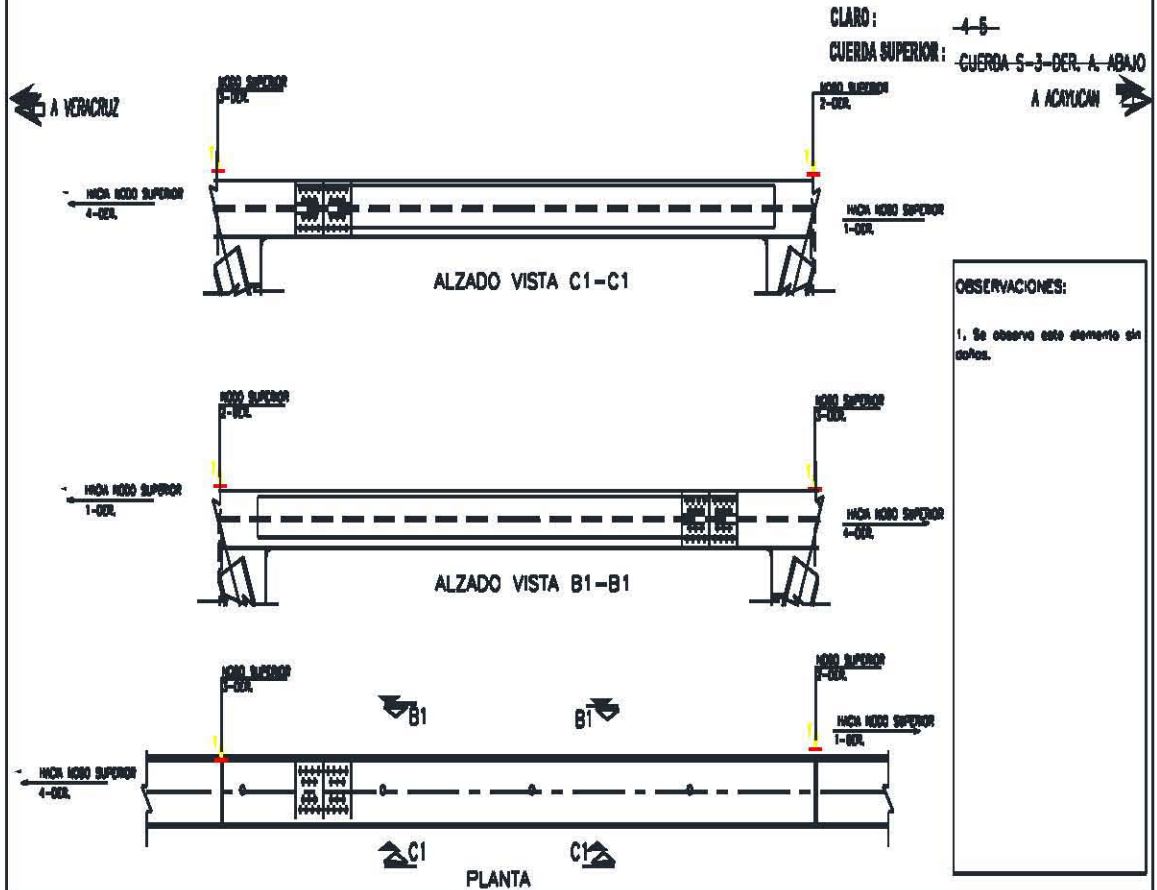 CLARO: 4-5
CUERDA SUPERIOR: CUERDA S-3-DER. A. ABAJO
A VERACRUZ
A ACAYUCAN
NODO SUPERIOR
3-DER.
NODO SUPERIOR
2-DER.
HACIA NODO SUPERIOR
4-DER.
HACIA NODO SUPERIOR
1-DER.
ALZADO VISTA C1-C1
OBSERVACIONES:
1. Se observa este elemento sin
daños.
NODO SUPERIOR
2-DER.
NODO SUPERIOR
3-DER.
HACIA NODO SUPERIOR
1-DER.
HACIA NODO SUPERIOR
4-DER.
ALZADO VISTA B1-B1
NODO SUPERIOR
3-DER.
NODO SUPERIOR
2-DER.
B1
B1
HACIA NODO SUPERIOR
1-DER.
HACIA NODO SUPERIOR
4-DER.
C1
C1
PLANTA